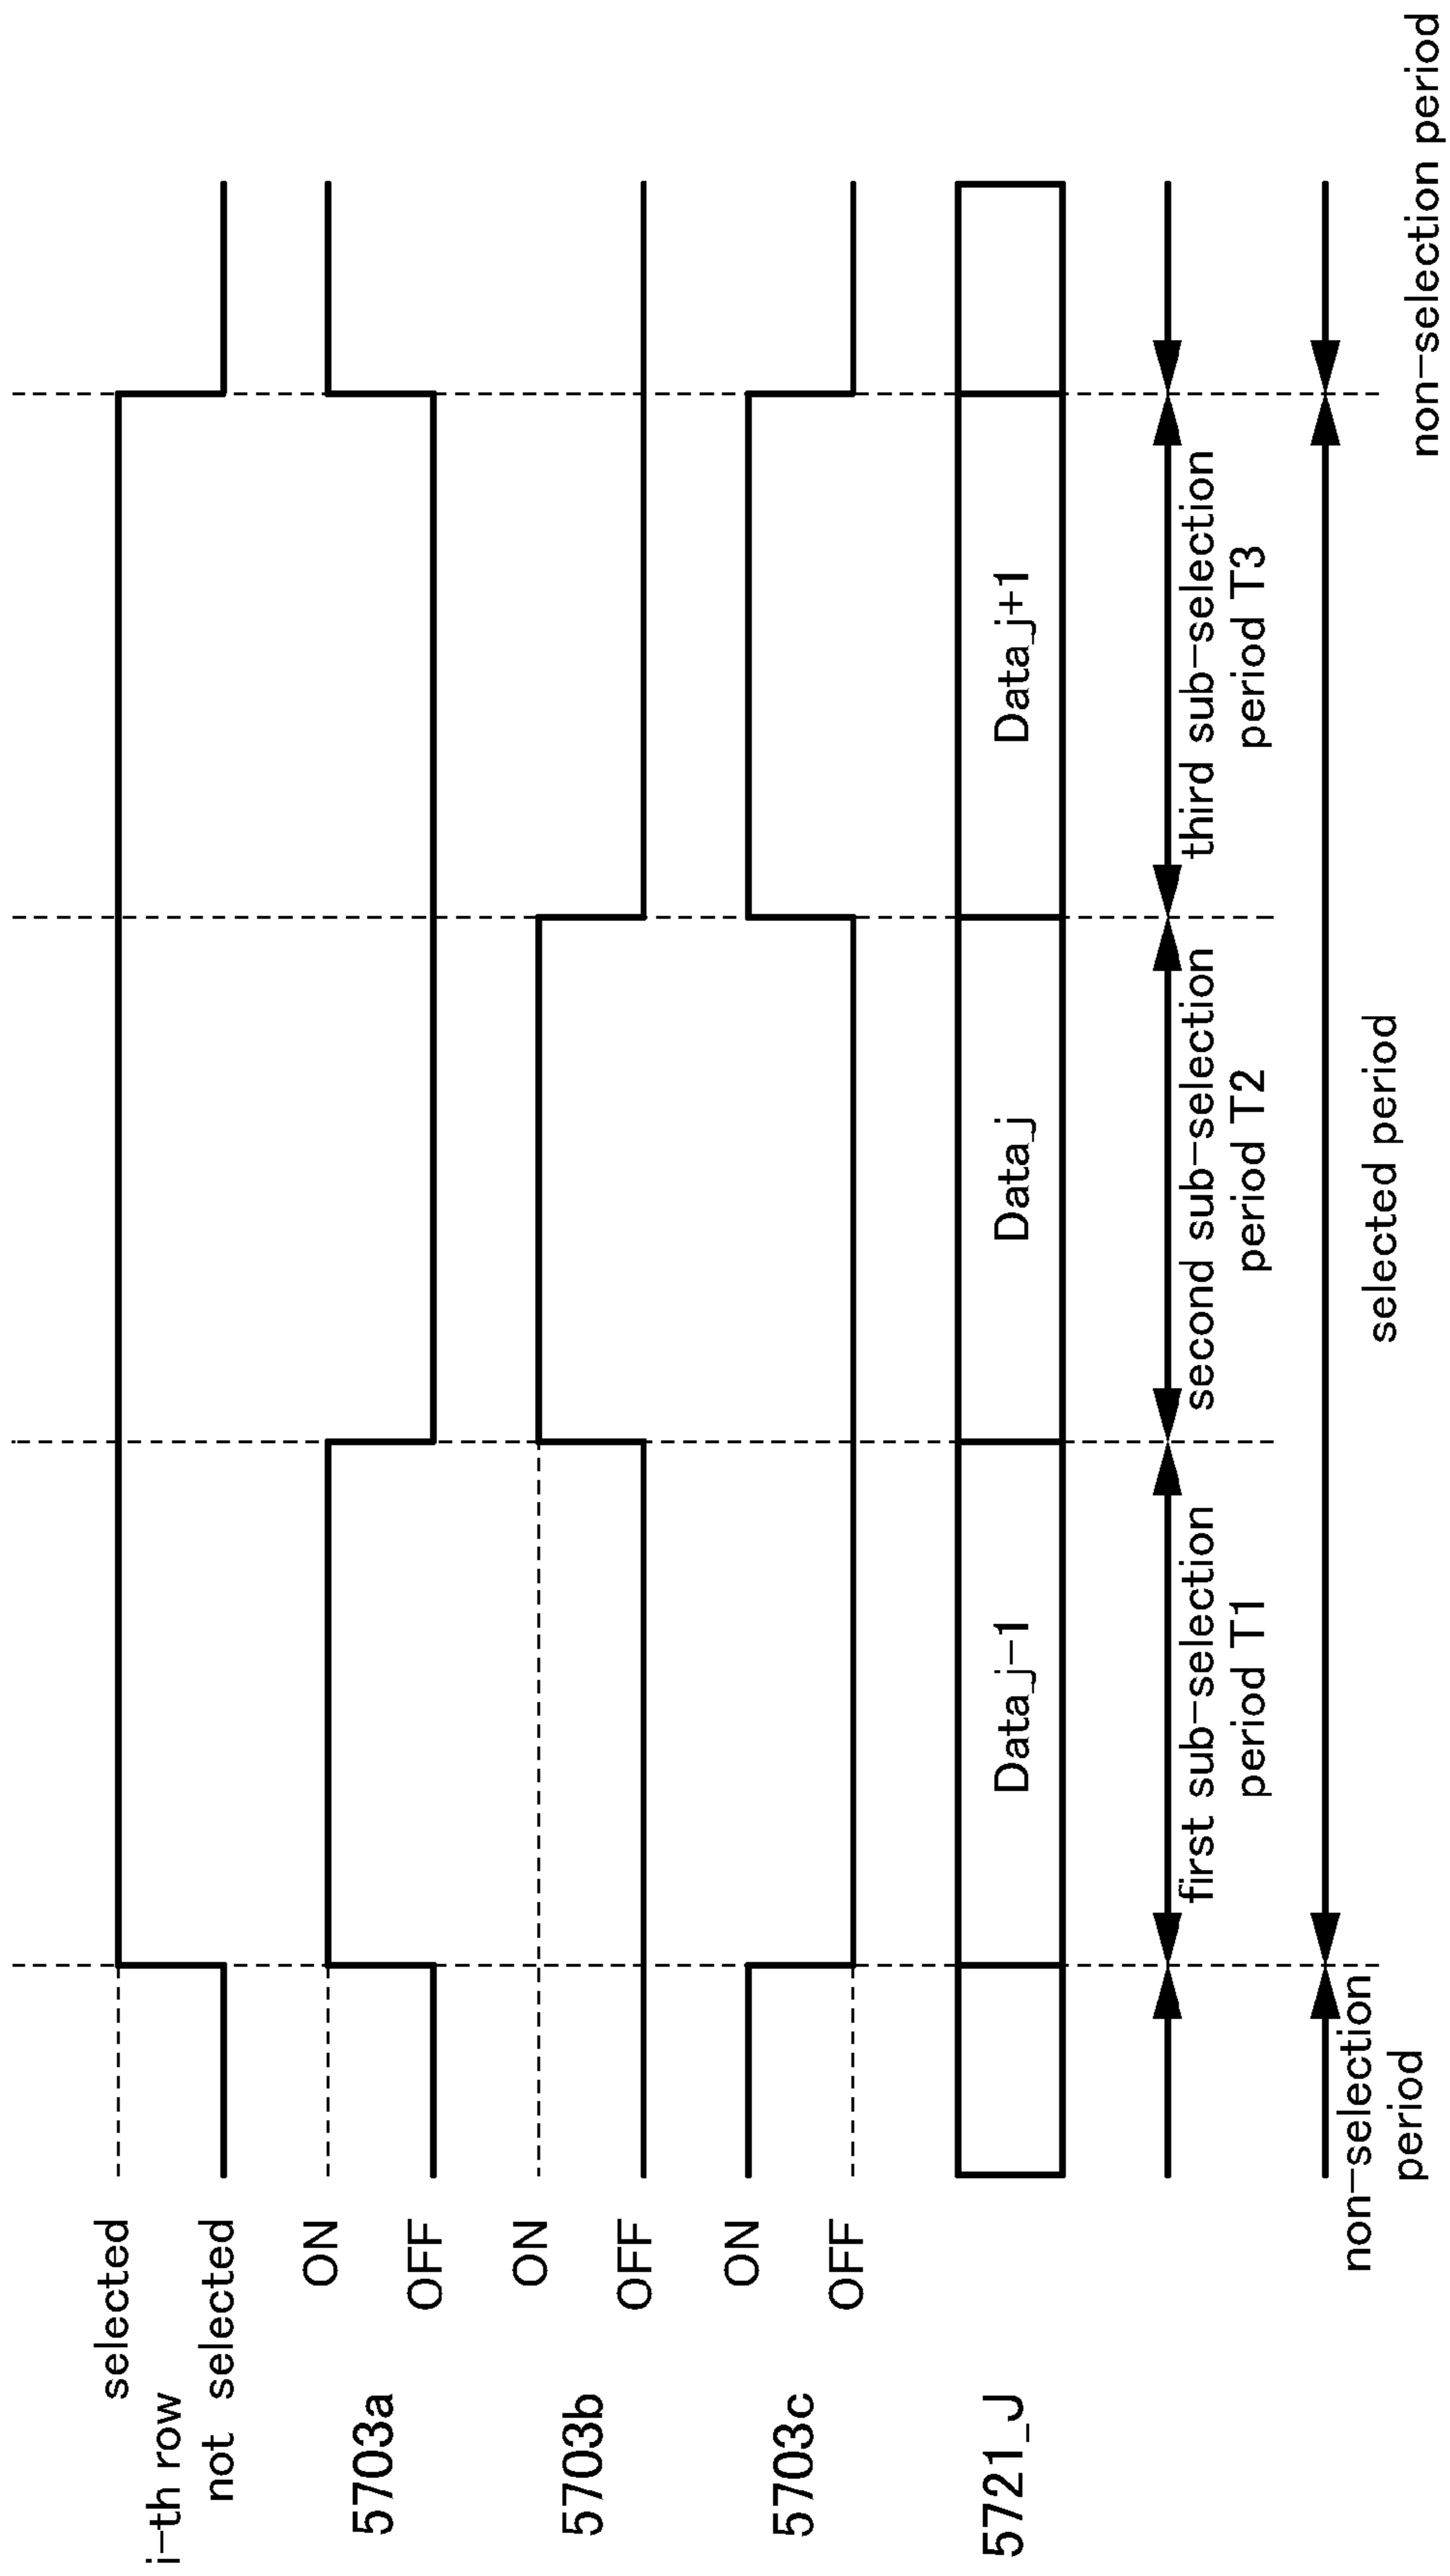 selected
i-th row
not selected
5703a
ON
OFF
5703b
ON
OFF
5703c
ON
OFF
5721_J
Data_j-1
Data_j
Data_j+1
first sub-selection
period T1
second sub-selection
period T2
third sub-selection
period T3
non-selection
period
selected period
non-selection period